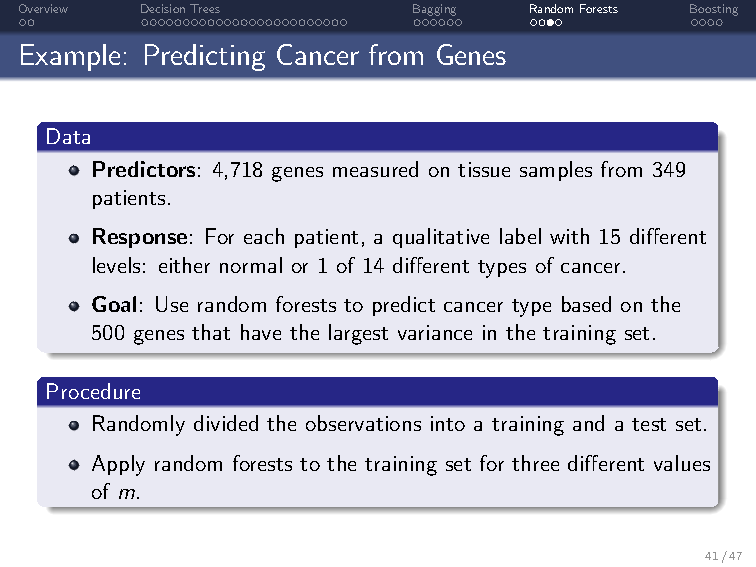 Overview Decision Trees Bagging Random Forests Boosting
Example: Predicting Cancer from Genes
Data
Predictors: 4,718 genes measured on tissue samples from 349
patients.
Response: For each patient, a qualitative label with 15 different
levels: either normal or 1 of 14 different types of cancer.
Goal: Use random forests to predict cancer type based on the
500 genes that have the largest variance in the training set.
Procedure
Randomly divided the observations into a training and a test set.
Apply random forests to the training set for three different values
of m.
41 / 47